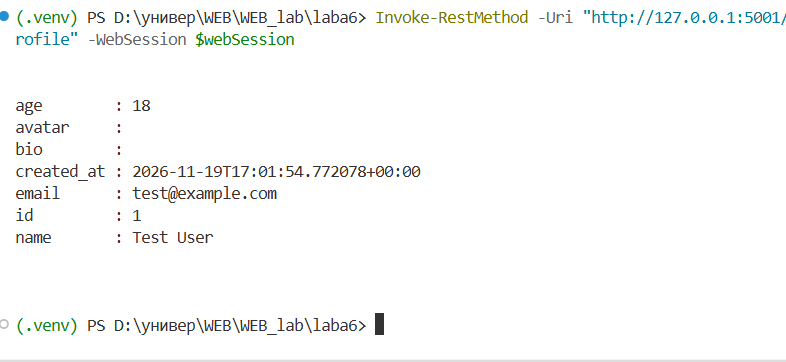 (.venv) PS D:\универ\WEB\WEB_lab\laba6> Invoke-RestMethod -Uri "http://127.0.0.1:5001/
rofile" -WebSession $webSession
age : 18
avatar :
bio :
created_at : 2026-11-19T17:01:54.772078+00:00
email : test@example.com
id : 1
name : Test User
(.venv) PS D:\универ\WEB\WEB_lab\laba6>